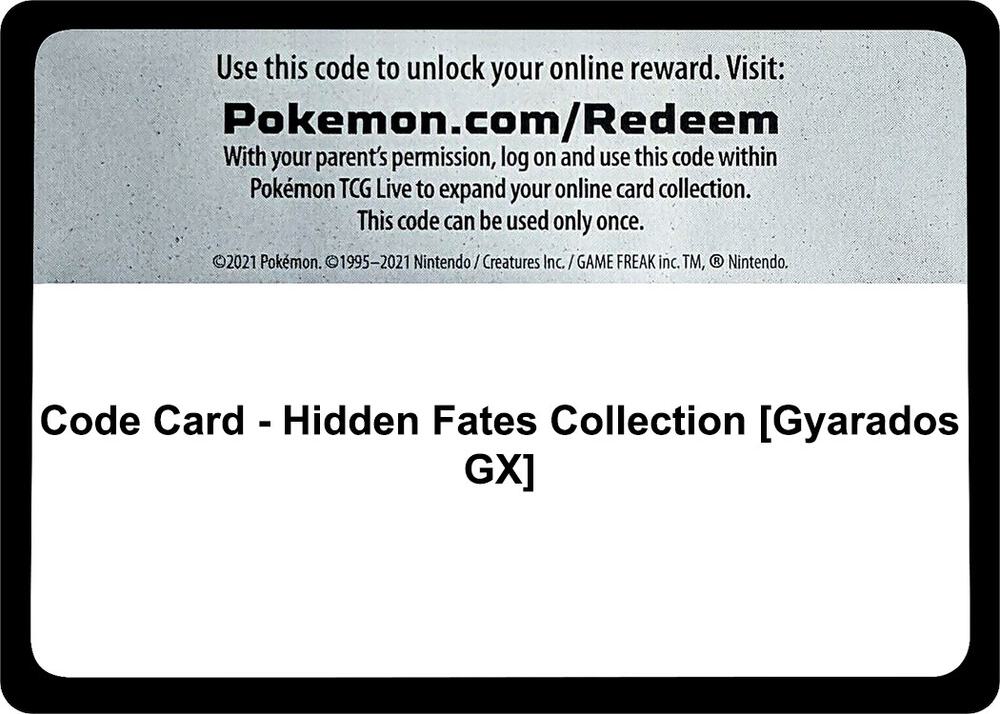 Use this code to unlock your online reward. Visit:
Pokemon.com/Redeem
With your parent's permission, log on and use this code within
Pokémon TCG Live to expand your online card collection.
This code can be used only once.
©2021 Pokémon. ©1995–2021 Nintendo / Creatures Inc. / GAME FREAK inc. TM, ® Nintendo.
Code Card - Hidden Fates Collection [Gyarados
GX]